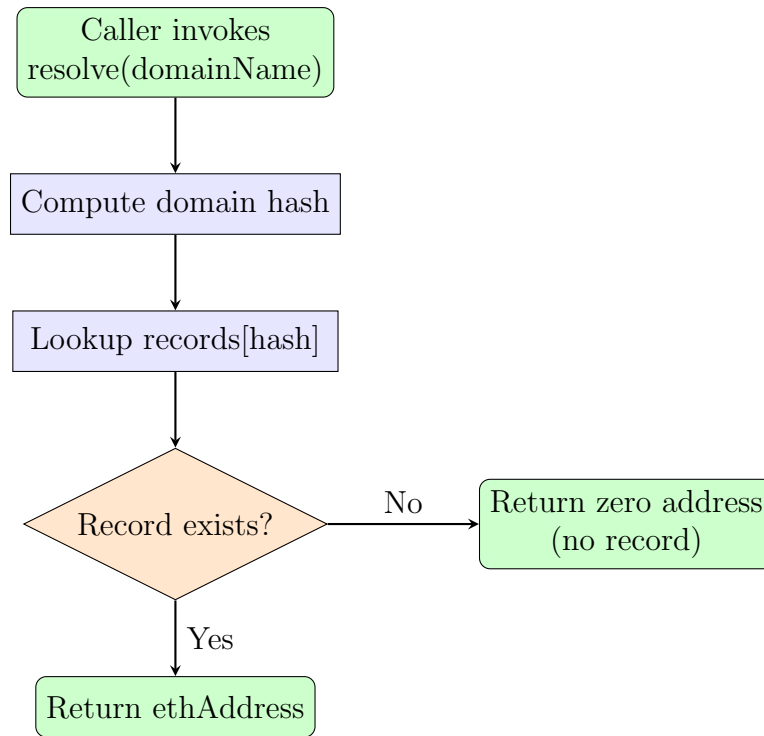 Caller invokes
resolve(domainName)
Compute domain hash
Lookup records[hash]
Record exists?
No
Return zero address
(no record)
Yes
Return ethAddress